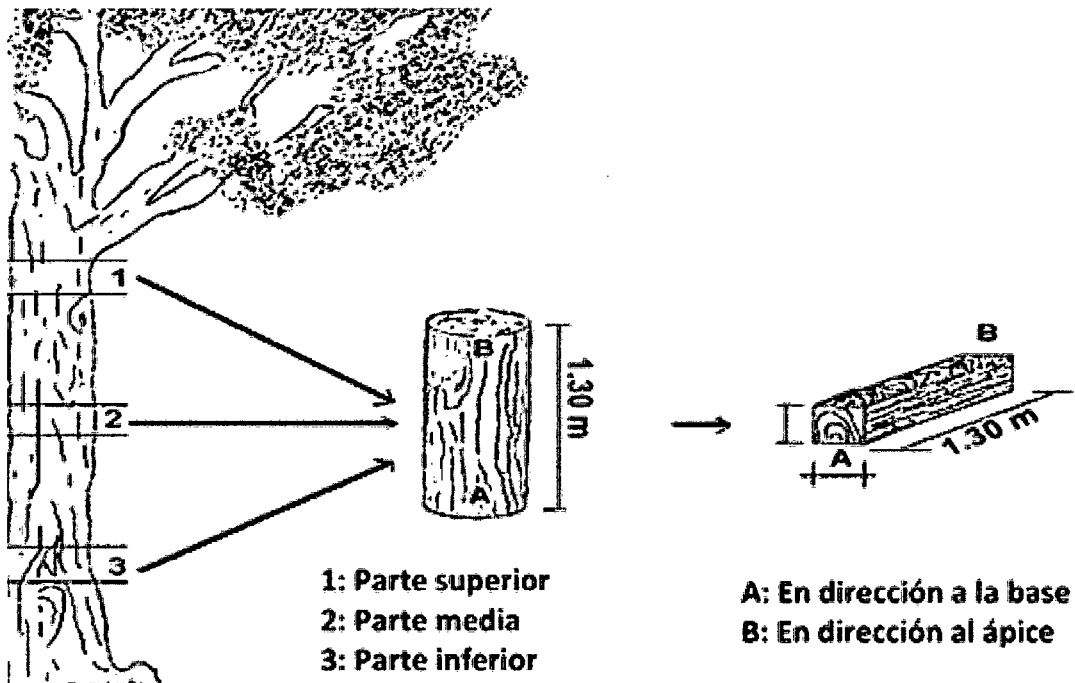 1
2
3
B
A
1.30 m
B
A
1.30 m
1: Parte superior
2: Parte media
3: Parte inferior
A: En dirección a la base
B: En dirección al ápice